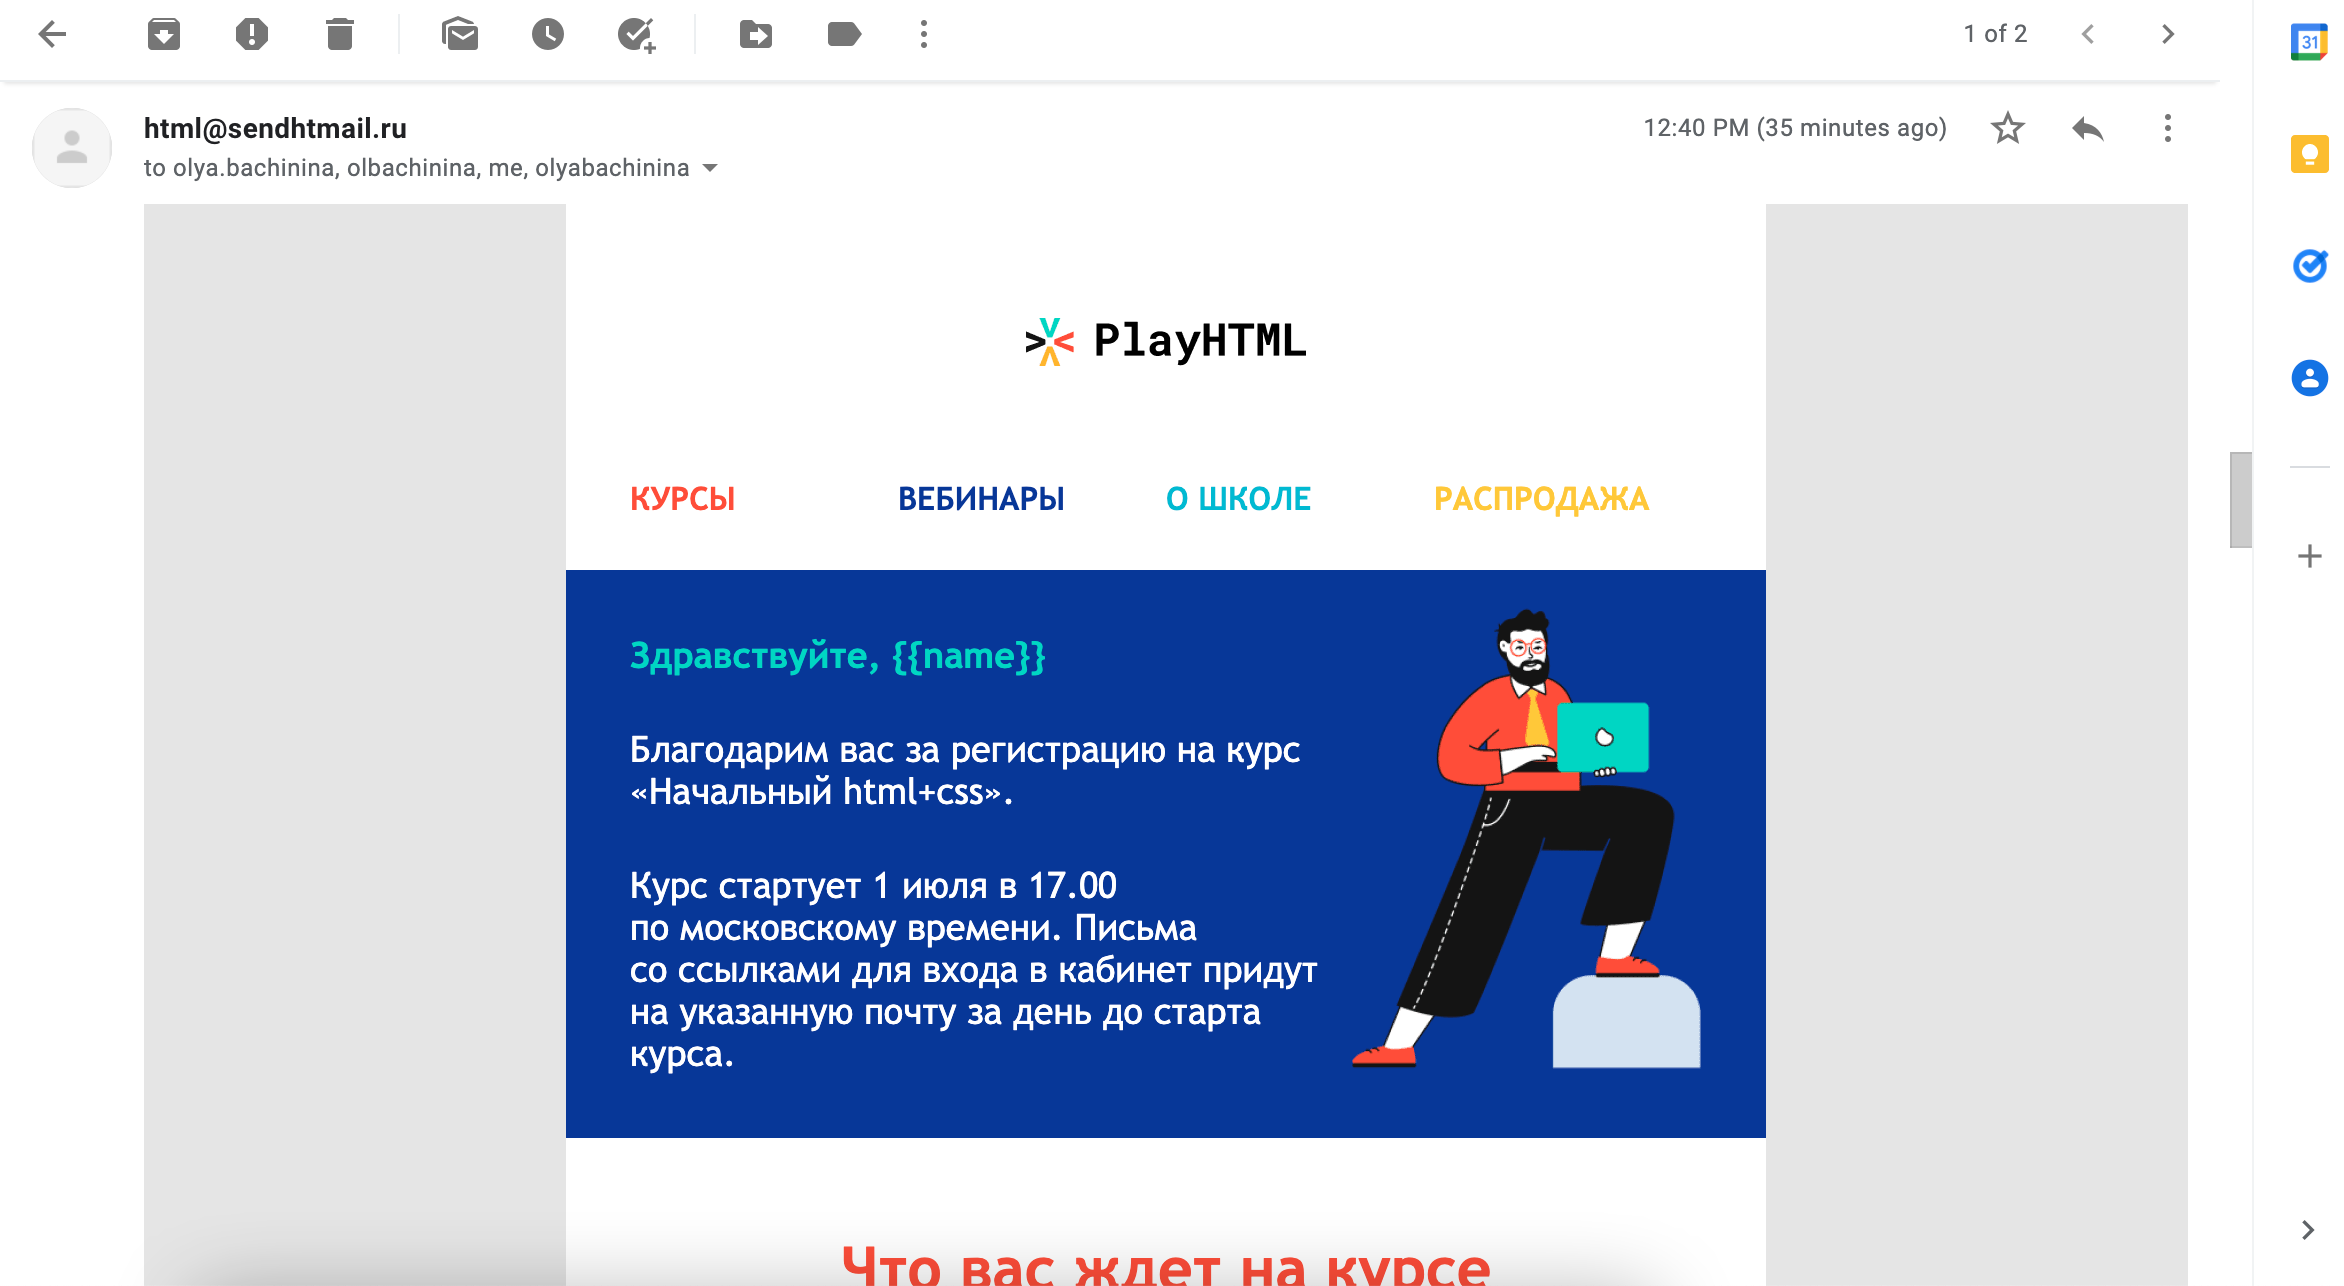 1 of 2
31
html@sendhtmail.ru
12:40 PM (35 minutes ago)
to olya.bachinina, olbachinina, me, olyabachinina
PlayHTML
КУРСЫ ВЕБИНАРЫ О ШКОЛЕ РАСПРОДАЖА
Здравствуйте, {{name}}
Благодарим вас за регистрацию на курс
«Начальный html+css».
Курс стартует 1 июля в 17.00
по московскому времени. Письма
со ссылками для входа в кабинет придут
на указанную почту за день до старта
курса.
Что вас ждет на курсе